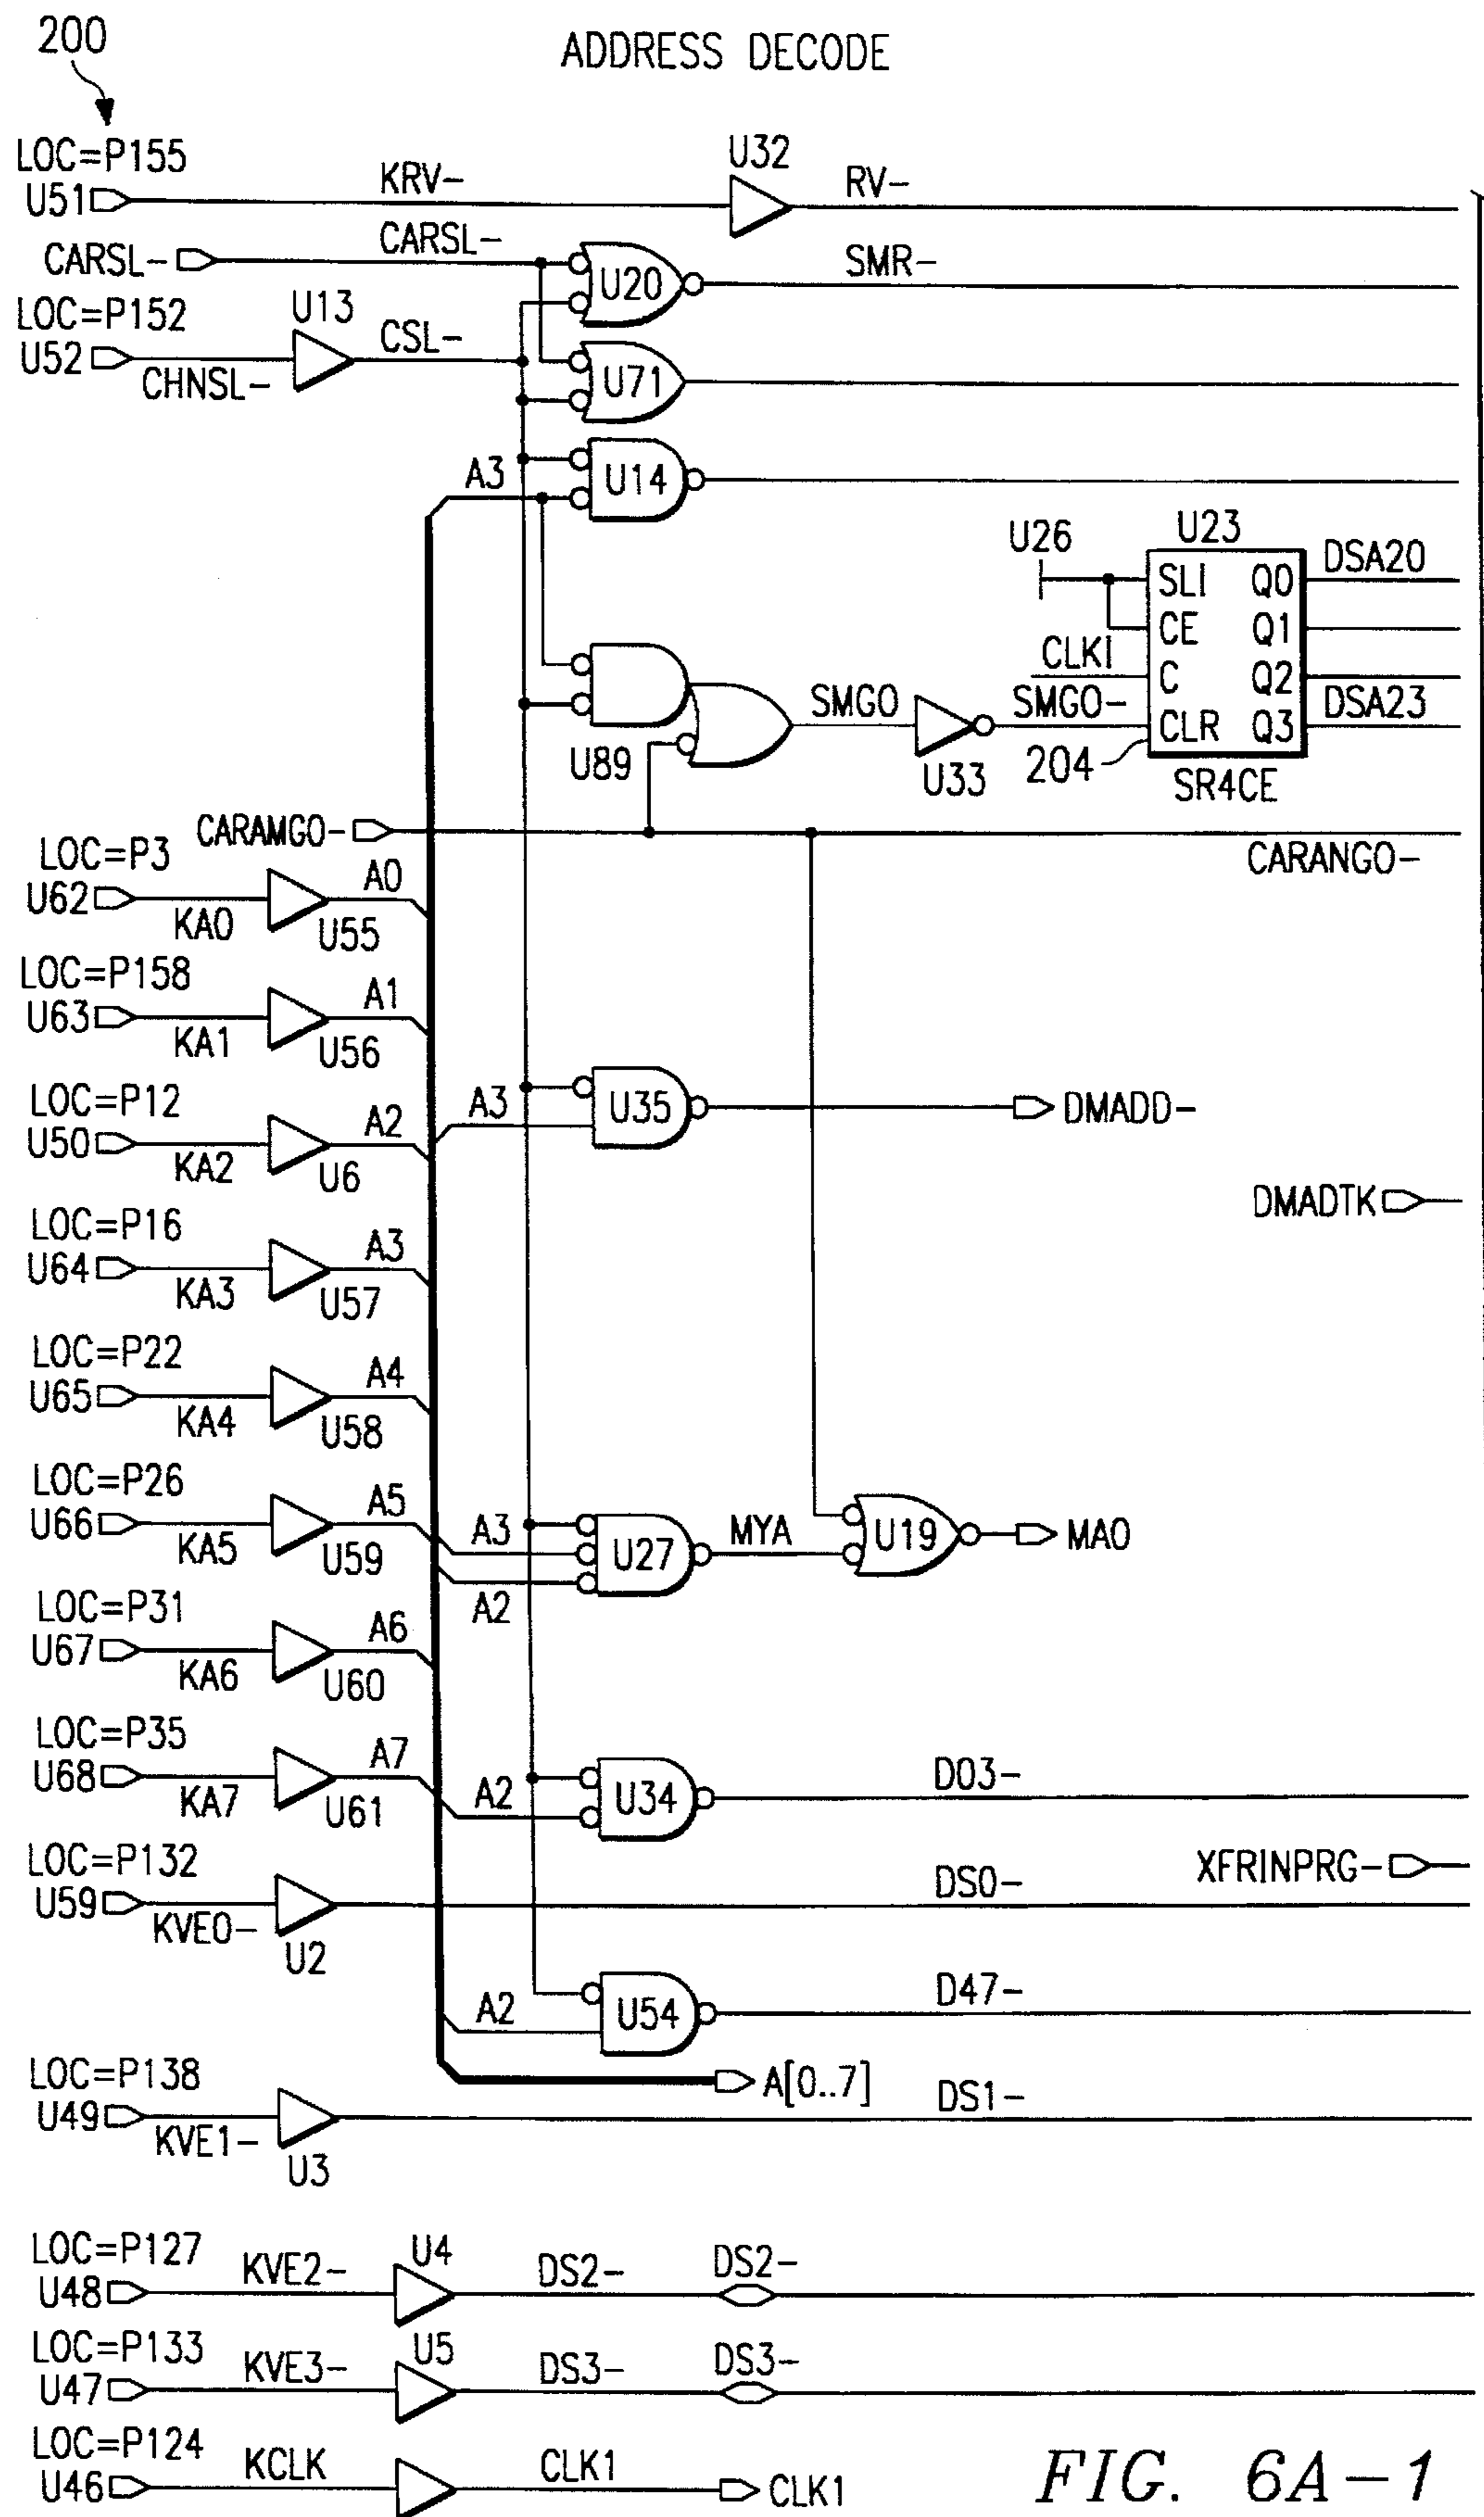 200
ADDRESS DECODE
LOC=P155
U51
KRV-
U32
RV-
CARSL-
CARSL-
U20
SMR-
LOC=P152
U52
CHNSL-
U13
CSL-
U71
A3
U14
U26
U23
SLI Q0
DSA20
CE Q1
CLKI
C Q2
CLR Q3
DSA23
SR4CE
204
U89
SMGO
U33
SMGO-
CARAMGO-
CARANGO-
LOC=P3
U62
KA0
A0
U55
LOC=P158
U63
KA1
A1
U56
LOC=P12
U50
KA2
A2
U6
A3
U35
DMADD-
DMADTK
LOC=P16
U64
KA3
A3
U57
LOC=P22
U65
KA4
A4
U58
LOC=P26
U66
KA5
A5
U59
A3
A2
U27
MYA
U19
MAO
LOC=P31
U67
KA6
A6
U60
LOC=P35
U68
KA7
A7
U61
A2
U34
D03-
XFRINPRG-
LOC=P132
U59
KVE0-
U2
DS0-
A2
U54
D47-
A[0..7]
LOC=P138
U49
KVE1-
U3
DS1-
LOC=P127
U48
KVE2-
U4
DS2-
DS2-
LOC=P133
U47
KVE3-
U5
DS3-
DS3-
LOC=P124
U46
KCLK
CLK1
CLK1
FIG. 6A-1